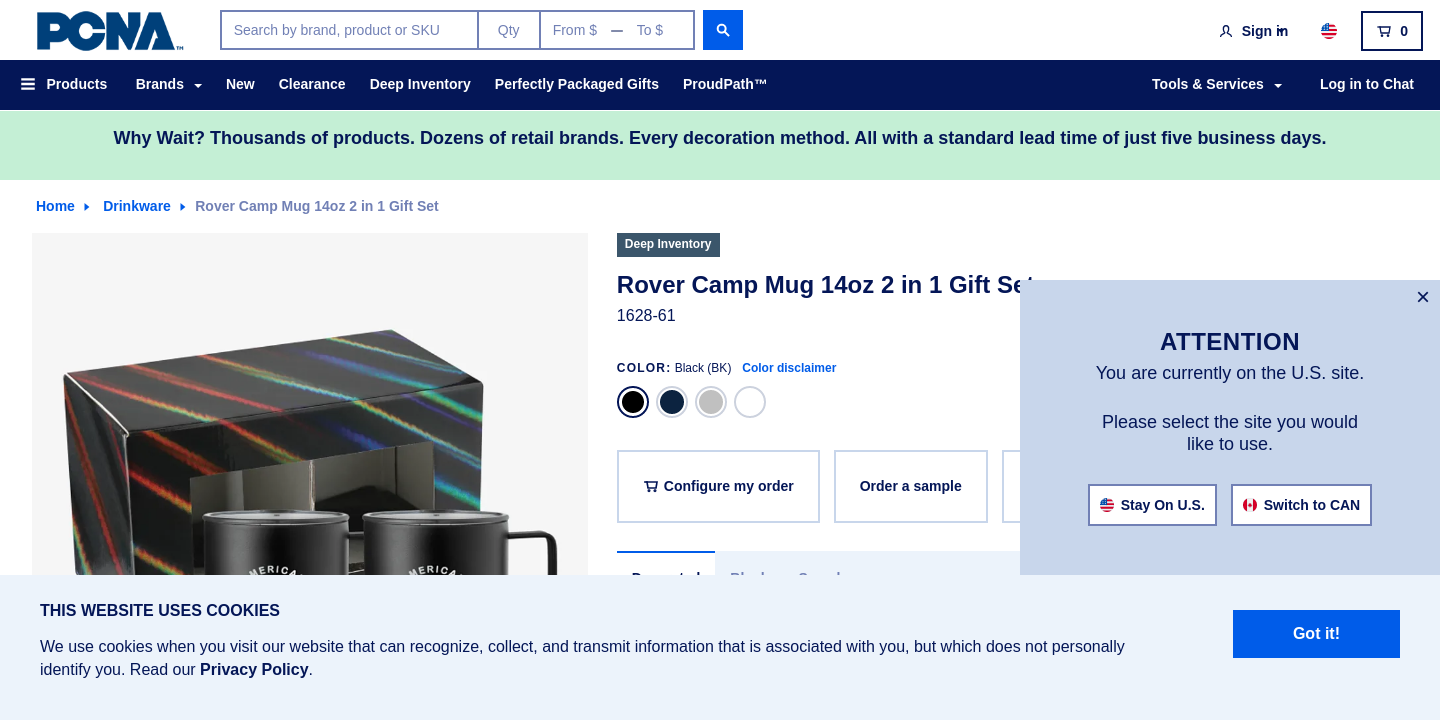 PCNA™
Search by brand, product or SKU
Qty
From $ — To $
Sign in
0
Products
Brands
New
Clearance
Deep Inventory
Perfectly Packaged Gifts
ProudPath™
Tools & Services
Log in to Chat
Why Wait? Thousands of products. Dozens of retail brands. Every decoration method. All with a standard lead time of just five business days.
Home
Drinkware
Rover Camp Mug 14oz 2 in 1 Gift Set
Deep Inventory
Rover Camp Mug 14oz 2 in 1 Gift Set
1628-61
COLOR: Black (BK) Color disclaimer
Configure my order
Order a sample
×
ATTENTION
You are currently on the U.S. site.
Please select the site you would
like to use.
Stay On U.S.
Switch to CAN
THIS WEBSITE USES COOKIES
We use cookies when you visit our website that can recognize, collect, and transmit information that is associated with you, but which does not personally
identify you. Read our Privacy Policy.
Got it!